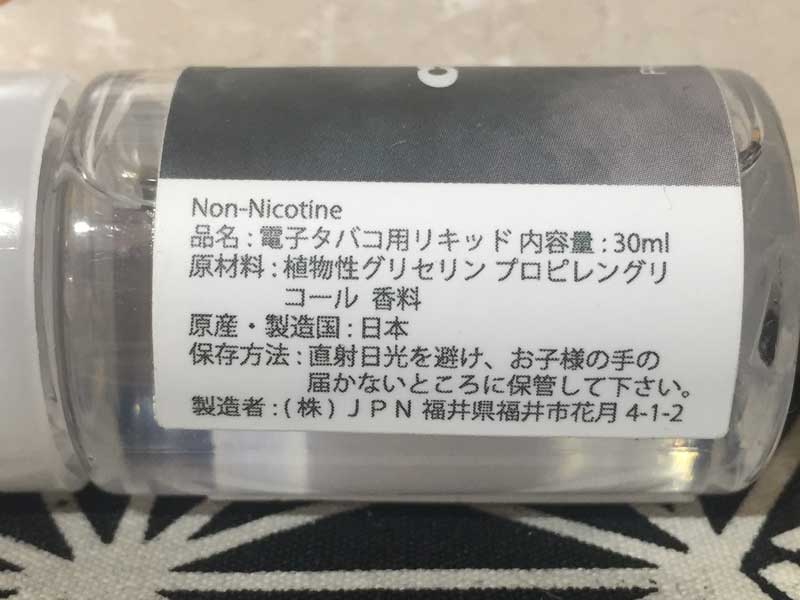 Non-Nicotine
品名 : 電子タバコ用リキッド 内容量 : 30ml
原材料 : 植物性グリセリン プロピレングリ
コール 香料
原産・製造国 : 日本
保存方法 : 直射日光を避け、お子様の手の
届かないところに保管して下さい。
製造者 : (株) ＪＰＮ 福井県福井市花月 4-1-2